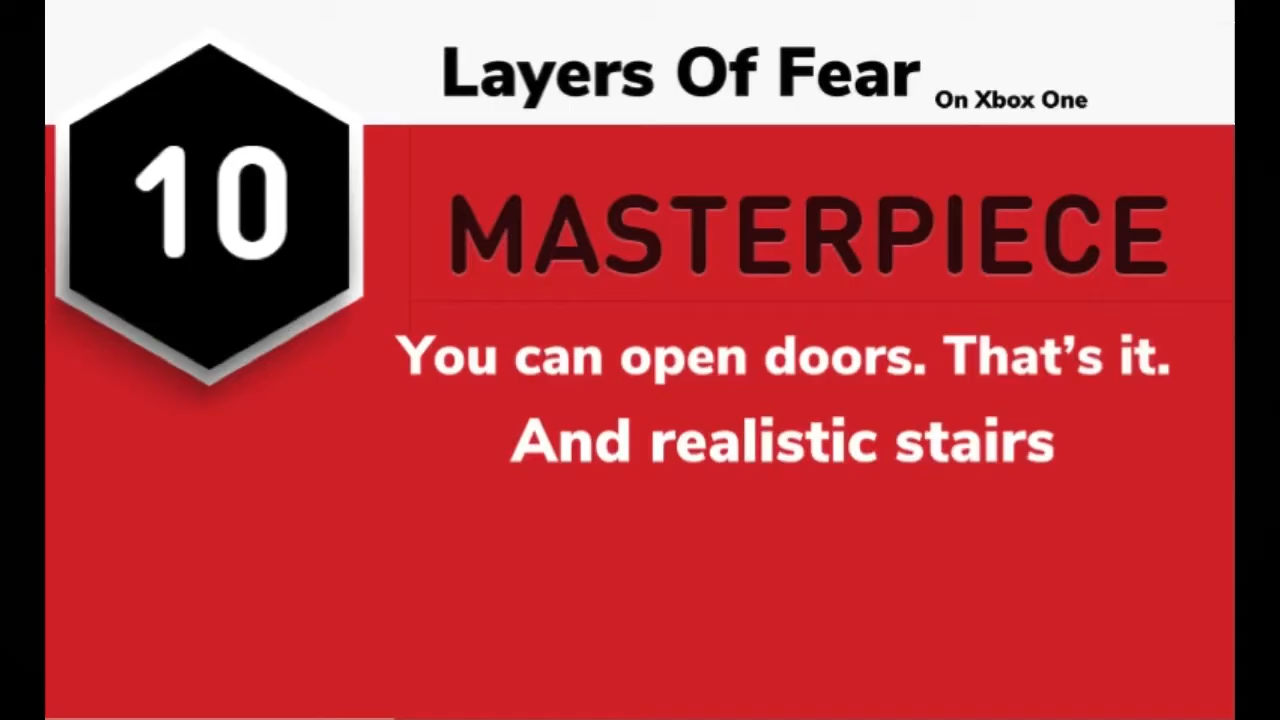 Layers Of Fear On Xbox One
10
MASTERPIECE
You can open doors. That's it.
And realistic stairs